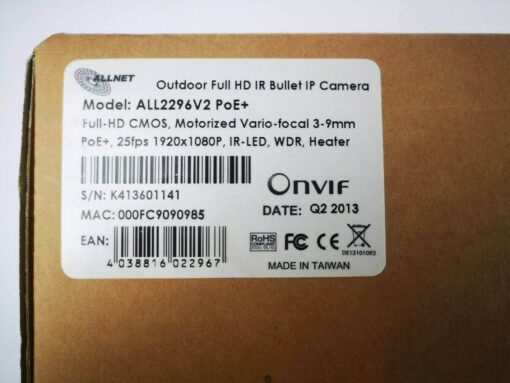 ALLNET
Outdoor Full HD IR Bullet IP Camera
Model: ALL2296V2 PoE+
Full-HD CMOS, Motorized Vario-focal 3-9mm
PoE+, 25fps 1920x1080P, IR-LED, WDR, Heater
S/N: K413601141
ONVIF
MAC: 000FC9090985
DATE: Q2 2013
EAN:
4 038816 022967
RoHS
COMPLIANT
FC CE
DE13101093
MADE IN TAIWAN